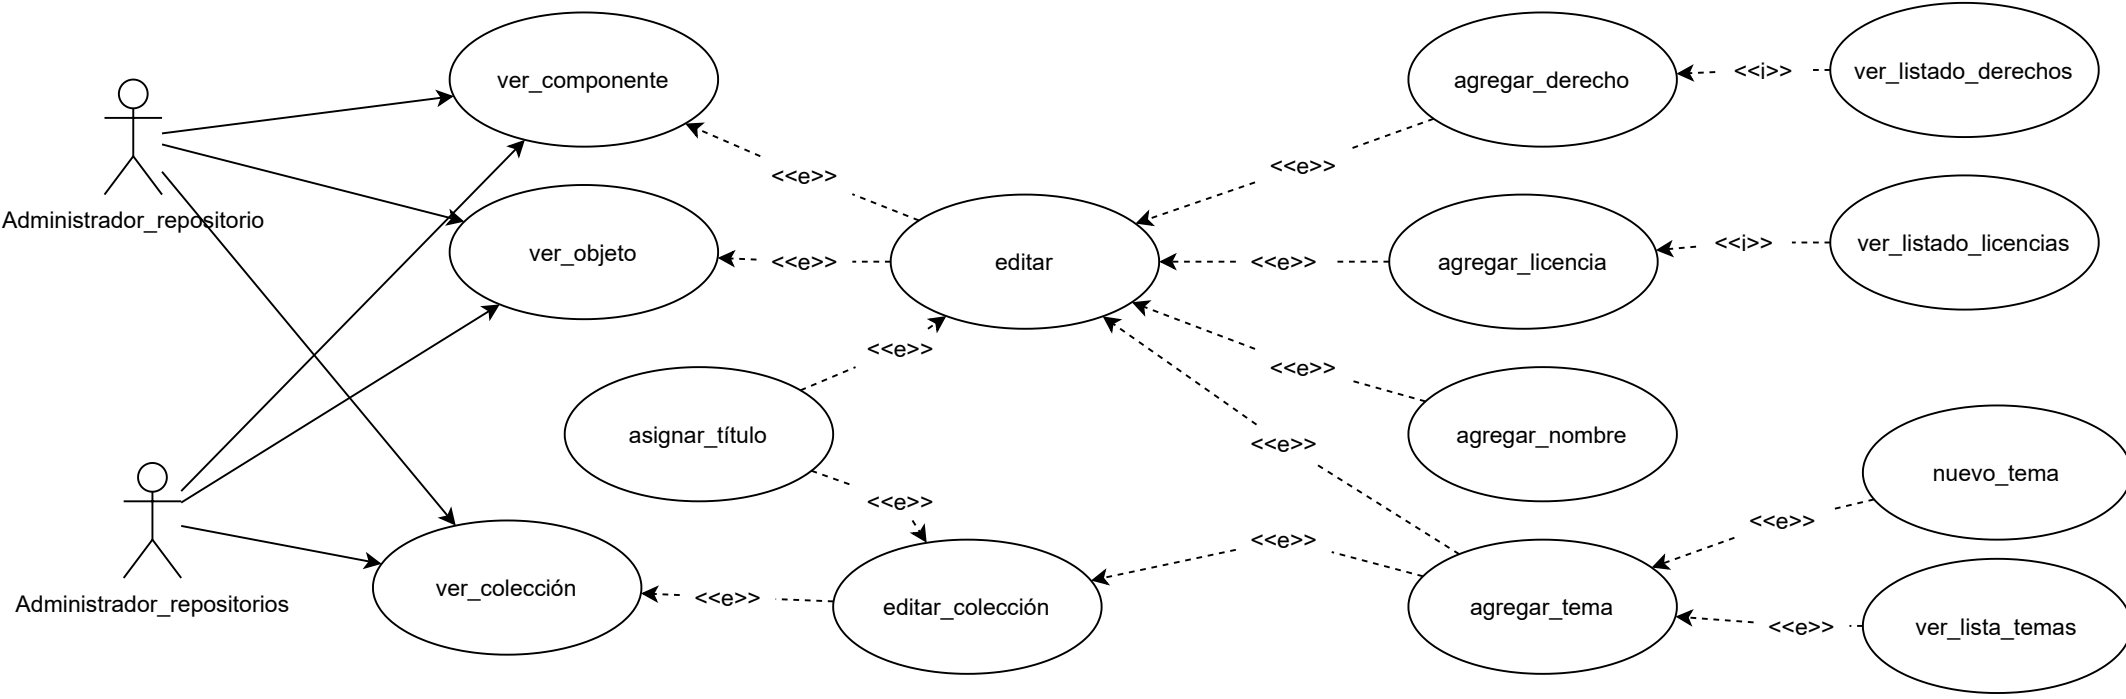 Administrador_repositorio
ver_componente
<<e>>
ver_objeto
<<e>>
editar
<<e>>
agregar_derecho
<<i>>
ver_listado_derechos
<<e>>
agregar_licencia
<<i>>
ver_listado_licencias
<<e>>
asignar_título
<<e>>
agregar_nombre
<<e>>
<<e>>
Administrador_repositorios
ver_colección
<<e>>
editar_colección
<<e>>
agregar_tema
<<e>>
nuevo_tema
<<e>>
ver_lista_temas